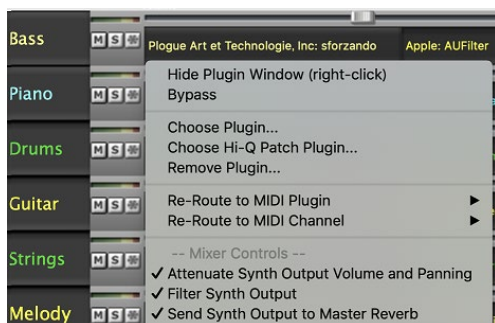 Bass
M S
Plogue Art et Technologie, Inc: sforzando
Apple: AUFilter
Hide Plugin Window (right-click)
Bypass
Piano
M S
Choose Plugin...
Choose Hi-Q Patch Plugin...
Remove Plugin...
Drums
M S
Re-Route to MIDI Plugin
Re-Route to MIDI Channel
Guitar
M S
-- Mixer Controls --
✓ Attenuate Synth Output Volume and Panning
✓ Filter Synth Output
✓ Send Synth Output to Master Reverb
Strings
M S
Melody
M S